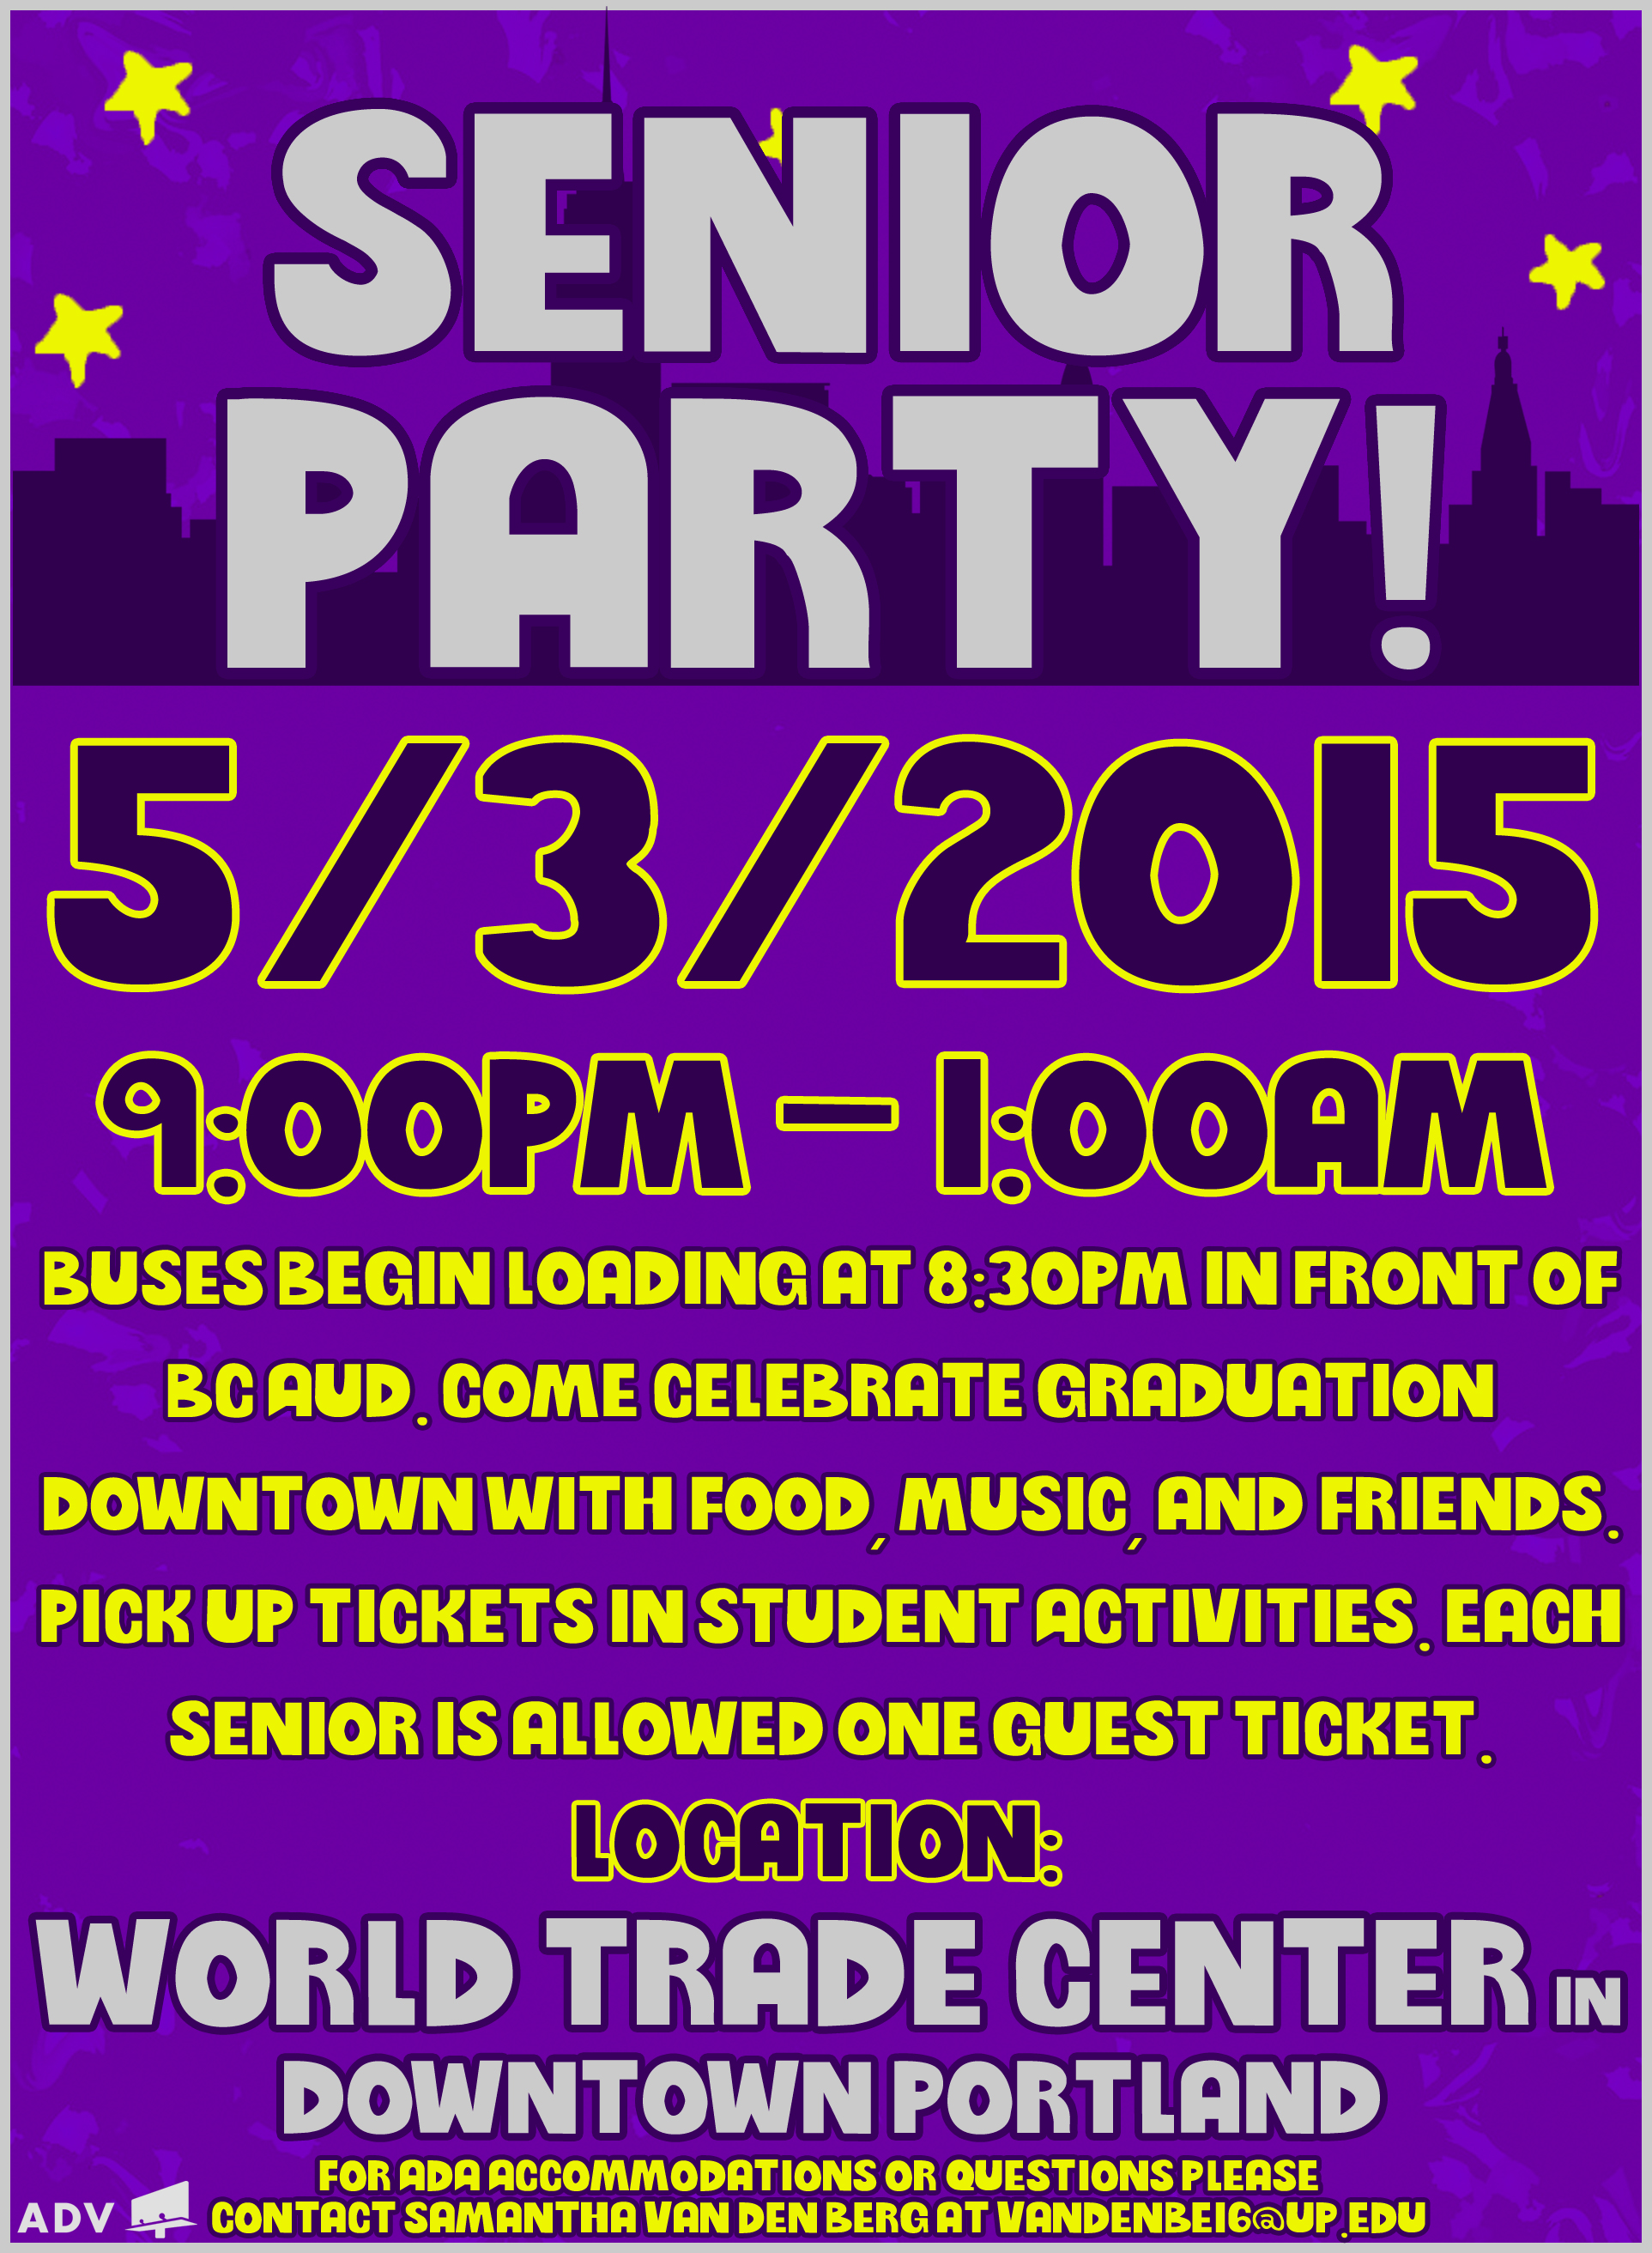 SENIOR
PARTY!
5/3/2015
9:00PM - 1:00AM
BUSES BEGIN LOADING AT 8:30PM IN FRONT OF
BC AUD. COME CELEBRATE GRADUATION
DOWNTOWN WITH FOOD, MUSIC, AND FRIENDS.
PICK UP TICKETS IN STUDENT ACTIVITIES. EACH
SENIOR IS ALLOWED ONE GUEST TICKET.
LOCATION:
WORLD TRADE CENTER IN
DOWNTOWN PORTLAND
FOR ADA ACCOMMODATIONS OR QUESTIONS PLEASE
CONTACT SAMANTHA VAN DEN BERG AT VANDENBE16@UP.EDU
ADV